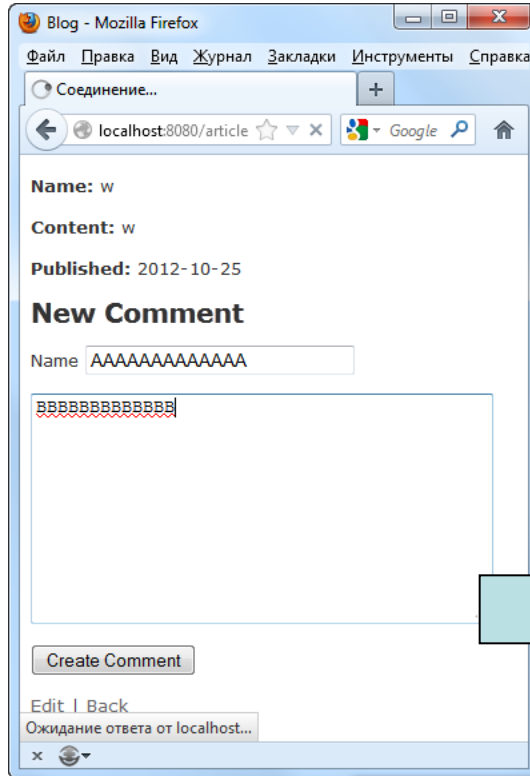 Blog - Mozilla Firefox
Файл Правка Вид Журнал Закладки Инструменты Справка
Соединение...
localhost:8080/article Google
Name: w
Content: w
Published: 2012-10-25
New Comment
Name AAAAAAAAAAAAA
BBBBBBBBBBBBB
Create Comment
Edit | Back
Ожидание ответа от localhost...